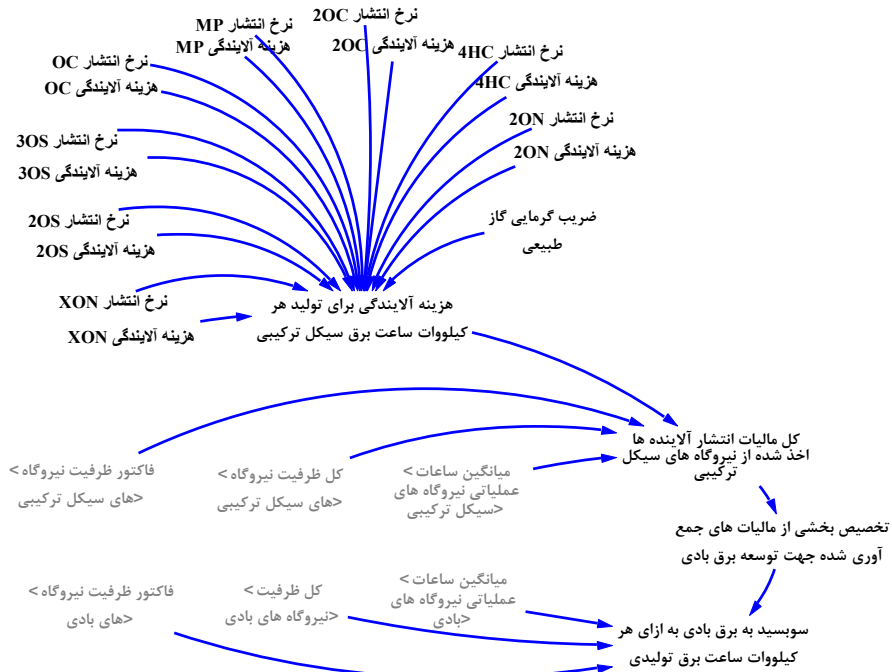 نرخ انتشار 2OC
نرخ انتشار MP
هزینه آلایندگی 2OC
هزینه آلایندگی MP
نرخ انتشار 4HC
نرخ انتشار OC
هزینه آلایندگی 4HC
هزینه آلایندگی OC
نرخ انتشار 2ON
نرخ انتشار 3OS
هزینه آلایندگی 2ON
هزینه آلایندگی 3OS
ضریب گرمایی گاز
طبیعی
نرخ انتشار 2OS
هزینه آلایندگی 2OS
نرخ انتشار XON
هزینه آلایندگی XON
هزینه آلایندگی برای تولید هر
کیلووات ساعت برق سیکل ترکیبی
کل مالیات انتشار آلاینده ها
اخذ شده از نیروگاه های سیکل
ترکیبی
میانگین ساعات >
عملیاتی نیروگاه های
<سیکل ترکیبی
کل ظرفیت نیروگاه >
<های سیکل ترکیبی
فاکتور ظرفیت نیروگاه >
<های سیکل ترکیبی
تخصیص بخشی از مالیات های جمع
آوری شده جهت توسعه برق بادی
میانگین ساعات >
عملیاتی نیروگاه های
<بادی
کل ظرفیت >
<نیروگاه های بادی
فاکتور ظرفیت نیروگاه >
<های بادی
سوبسید به برق بادی به ازای هر
کیلووات ساعت برق تولیدی